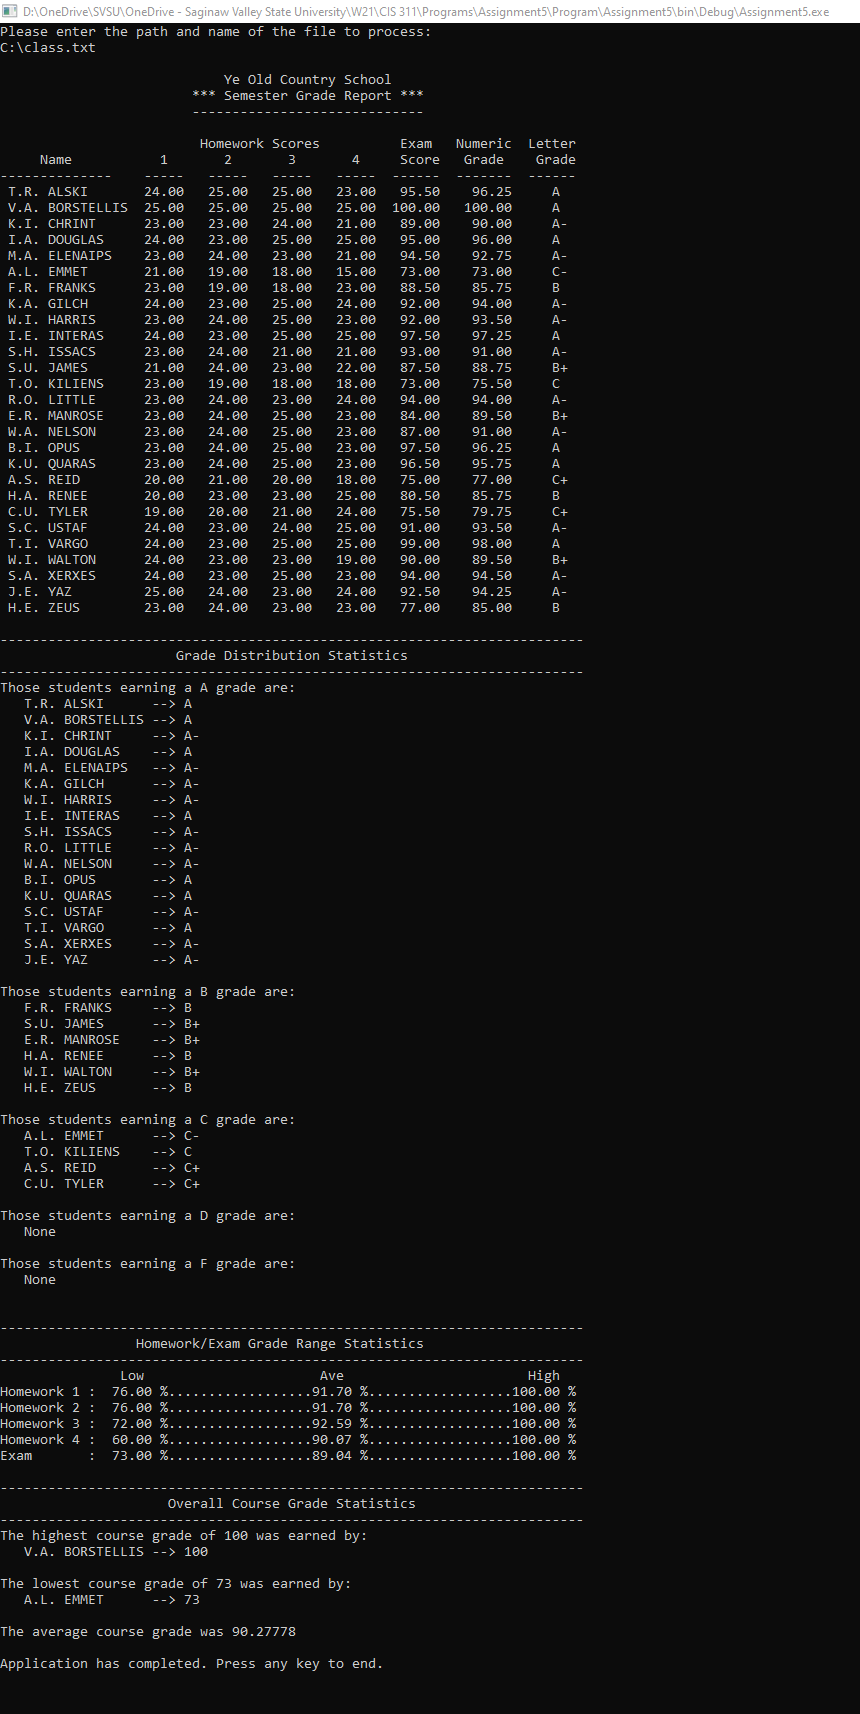 D:\OneDrive\SVSU\OneDrive - Saginaw Valley State University\W21\CIS 311\Programs\Assignment5\Program\Assignment5\bin\Debug\Assignment5.exe
Please enter the path and name of the file to process:
C:\class.txt
Ye Old Country School
*** Semester Grade Report ***
-----------------------------
Homework Scores Exam Numeric Letter
Name 1 2 3 4 Score Grade Grade
-------------- ----- ----- ----- ----- ------ ------- ------
T.R. ALSKI 24.00 25.00 25.00 23.00 95.50 96.25 A
V.A. BORSTELLIS 25.00 25.00 25.00 25.00 100.00 100.00 A
K.I. CHRINT 23.00 23.00 24.00 21.00 89.00 90.00 A-
I.A. DOUGLAS 24.00 23.00 25.00 25.00 95.00 96.00 A
M.A. ELENAIPS 23.00 24.00 23.00 21.00 94.50 92.75 A-
A.L. EMMET 21.00 19.00 18.00 15.00 73.00 73.00 C-
F.R. FRANKS 23.00 19.00 18.00 23.00 88.50 85.75 B
K.A. GILCH 24.00 23.00 25.00 24.00 92.00 94.00 A-
W.I. HARRIS 23.00 24.00 25.00 23.00 92.00 93.50 A-
I.E. INTERAS 24.00 23.00 25.00 25.00 97.50 97.25 A
S.H. ISSACS 23.00 24.00 21.00 21.00 93.00 91.00 A-
S.U. JAMES 21.00 24.00 23.00 22.00 87.50 88.75 B+
T.O. KILIENS 23.00 19.00 18.00 18.00 73.00 75.50 C
R.O. LITTLE 23.00 24.00 23.00 24.00 94.00 94.00 A-
E.R. MANROSE 23.00 24.00 25.00 23.00 84.00 89.50 B+
W.A. NELSON 23.00 24.00 25.00 23.00 87.00 91.00 A-
B.I. OPUS 23.00 24.00 25.00 23.00 97.50 96.25 A
K.U. QUARAS 23.00 24.00 25.00 23.00 96.50 95.75 A
A.S. REID 20.00 21.00 20.00 18.00 75.00 77.00 C+
H.A. RENEE 20.00 23.00 23.00 25.00 80.50 85.75 B
C.U. TYLER 19.00 20.00 21.00 24.00 75.50 79.75 C+
S.C. USTAF 24.00 23.00 24.00 25.00 91.00 93.50 A-
T.I. VARGO 24.00 23.00 25.00 25.00 99.00 98.00 A
W.I. WALTON 24.00 23.00 23.00 19.00 90.00 89.50 B+
S.A. XERXES 24.00 23.00 25.00 23.00 94.00 94.50 A-
J.E. YAZ 25.00 24.00 24.00 23.00 92.50 94.25 A-
H.E. ZEUS 23.00 24.00 23.00 23.00 77.00 85.00 B
-------------------------------------------------------------------------
Grade Distribution Statistics
-------------------------------------------------------------------------
Those students earning a A grade are:
T.R. ALSKI --> A
V.A. BORSTELLIS --> A
K.I. CHRINT --> A-
I.A. DOUGLAS --> A
M.A. ELENAIPS --> A-
K.A. GILCH --> A-
W.I. HARRIS --> A-
I.E. INTERAS --> A
S.H. ISSACS --> A-
R.O. LITTLE --> A-
W.A. NELSON --> A-
B.I. OPUS --> A
K.U. QUARAS --> A
S.C. USTAF --> A-
T.I. VARGO --> A
S.A. XERXES --> A-
J.E. YAZ --> A-
Those students earning a B grade are:
F.R. FRANKS --> B
S.U. JAMES --> B+
E.R. MANROSE --> B+
H.A. RENEE --> B
W.I. WALTON --> B+
H.E. ZEUS --> B
Those students earning a C grade are:
A.L. EMMET --> C-
T.O. KILIENS --> C
A.S. REID --> C+
C.U. TYLER --> C+
Those students earning a D grade are:
None
Those students earning a F grade are:
None
-------------------------------------------------------------------------
Homework/Exam Grade Range Statistics
-------------------------------------------------------------------------
Low Ave High
Homework 1 : 76.00 %..................91.70 %..................100.00 %
Homework 2 : 76.00 %..................91.70 %..................100.00 %
Homework 3 : 72.00 %..................92.59 %..................100.00 %
Homework 4 : 60.00 %..................90.07 %..................100.00 %
Exam : 73.00 %..................89.04 %..................100.00 %
-------------------------------------------------------------------------
Overall Course Grade Statistics
-------------------------------------------------------------------------
The highest course grade of 100 was earned by:
V.A. BORSTELLIS --> 100
The lowest course grade of 73 was earned by:
A.L. EMMET --> 73
The average course grade was 90.27778
Application has completed. Press any key to end.